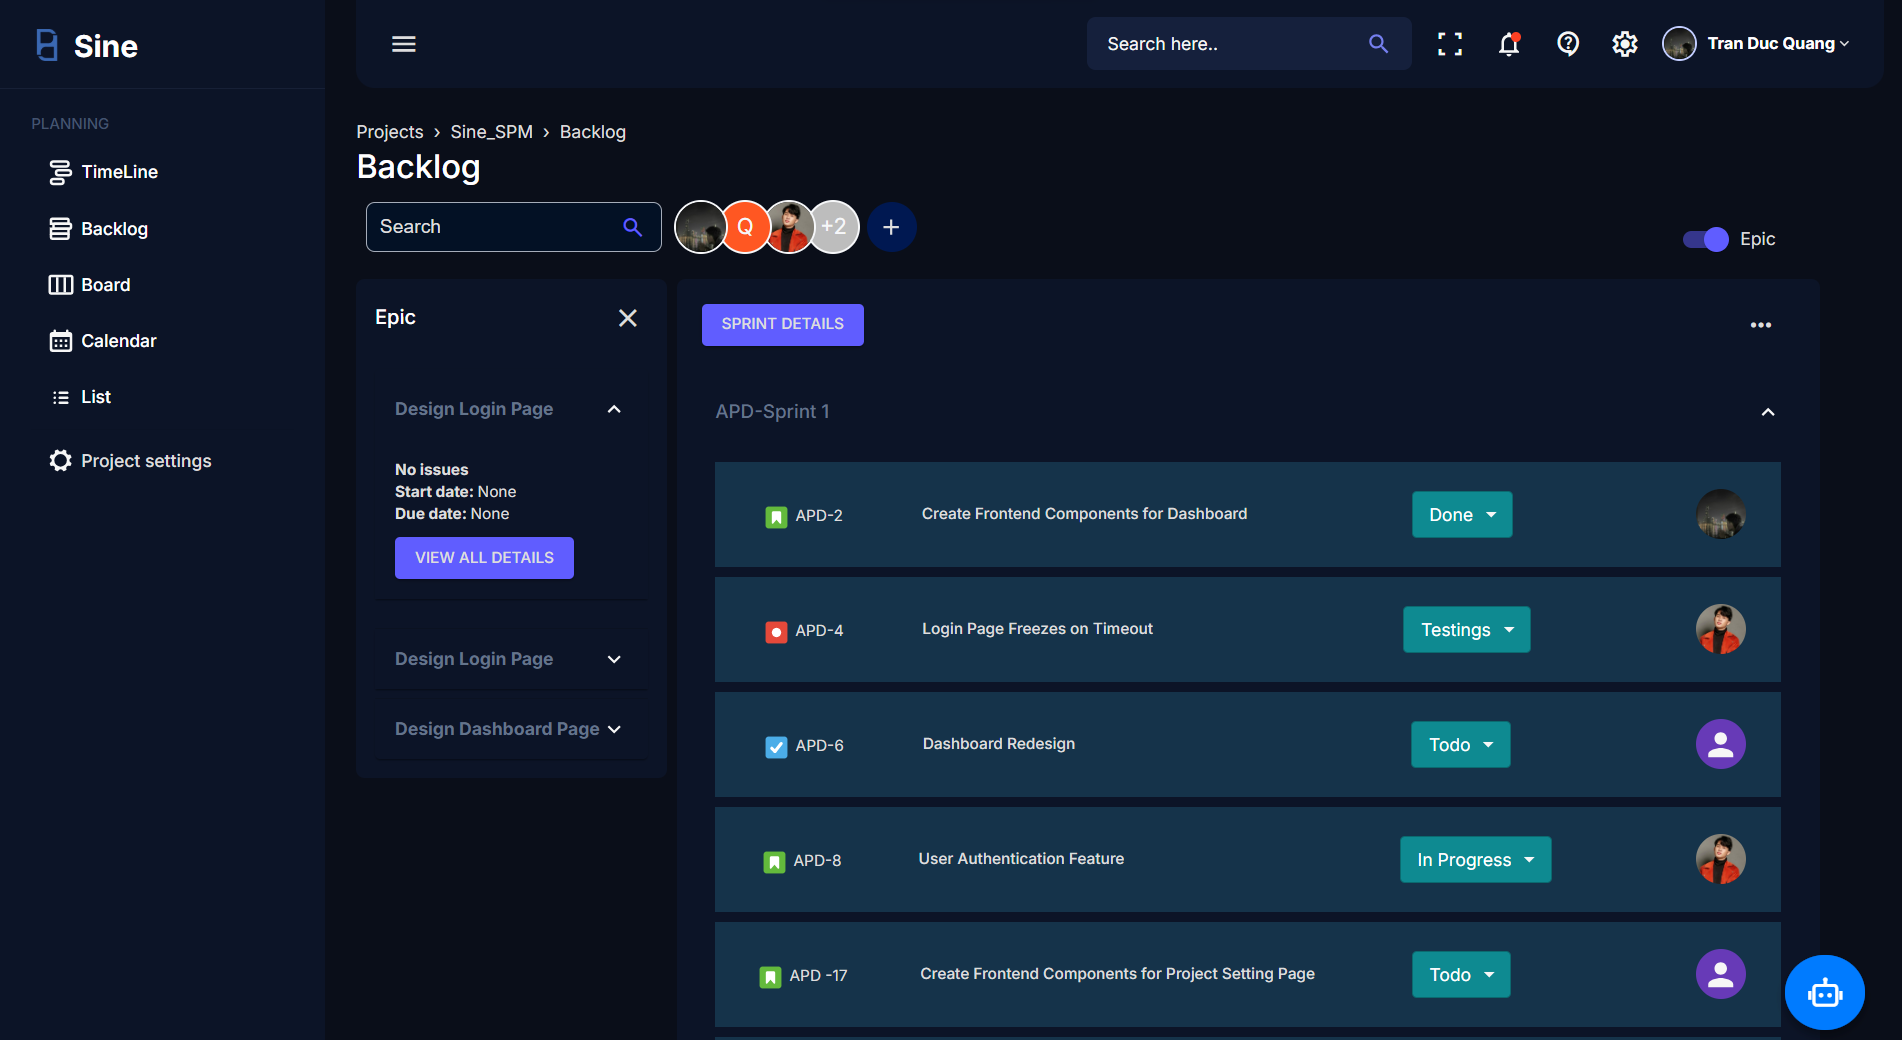 Sine
Search here..
Tran Duc Quang
PLANNING
TimeLine
Backlog
Board
Calendar
List
Project settings
Projects › Sine_SPM › Backlog
Backlog
Search
Q
+2
+
Epic
Epic
Design Login Page
No issues
Start date: None
Due date: None
VIEW ALL DETAILS
Design Login Page
Design Dashboard Page
SPRINT DETAILS
APD-Sprint 1
APD-2 Create Frontend Components for Dashboard Done
APD-4 Login Page Freezes on Timeout Testings
APD-6 Dashboard Redesign Todo
APD-8 User Authentication Feature In Progress
APD -17 Create Frontend Components for Project Setting Page Todo